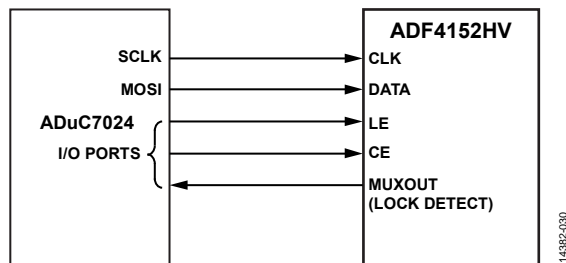 ADF4152HV
SCLK
CLK
MOSI
DATA
ADuC7024
LE
I/O PORTS
CE
MUXOUT
(LOCK DETECT)
14382-030